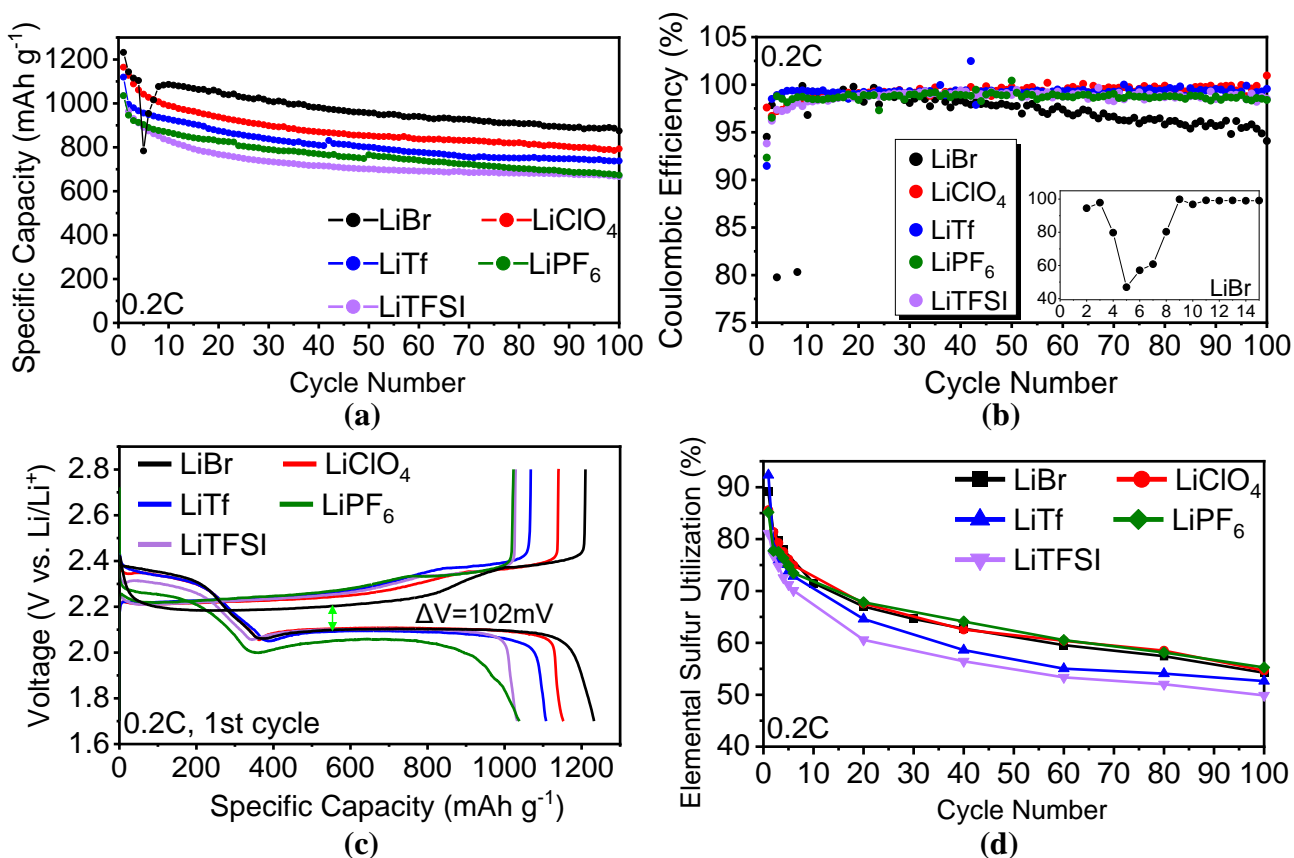 Specific Capacity (mAh g⁻¹)
1200
1000
800
600
400
200
0
0.2C
LiBr
LiClO₄
LiTf
LiPF₆
LiTFSI
0 20 40 60 80 100
Cycle Number
(a)
Coulombic Efficiency (%)
105
100
95
90
85
80
75
0.2C
LiBr
LiClO₄
LiTf
LiPF₆
LiTFSI
100
80
60
40
LiBr
2 4 6 8 10 12 14
0 10 20 30 40 50 60 70 80 90 100
Cycle Number
(b)
Voltage (V vs. Li/Li⁺)
2.8
2.6
2.4
2.2
2.0
1.8
1.6
LiBr
LiClO₄
LiTf
LiPF₆
LiTFSI
ΔV=102mV
0.2C, 1st cycle
0 200 400 600 800 1000 1200
Specific Capacity (mAh g⁻¹)
(c)
Elemental Sulfur Utilization (%)
90
80
70
60
50
40
LiBr
LiClO₄
LiTf
LiPF₆
LiTFSI
0.2C
0 10 20 30 40 50 60 70 80 90 100
Cycle Number
(d)